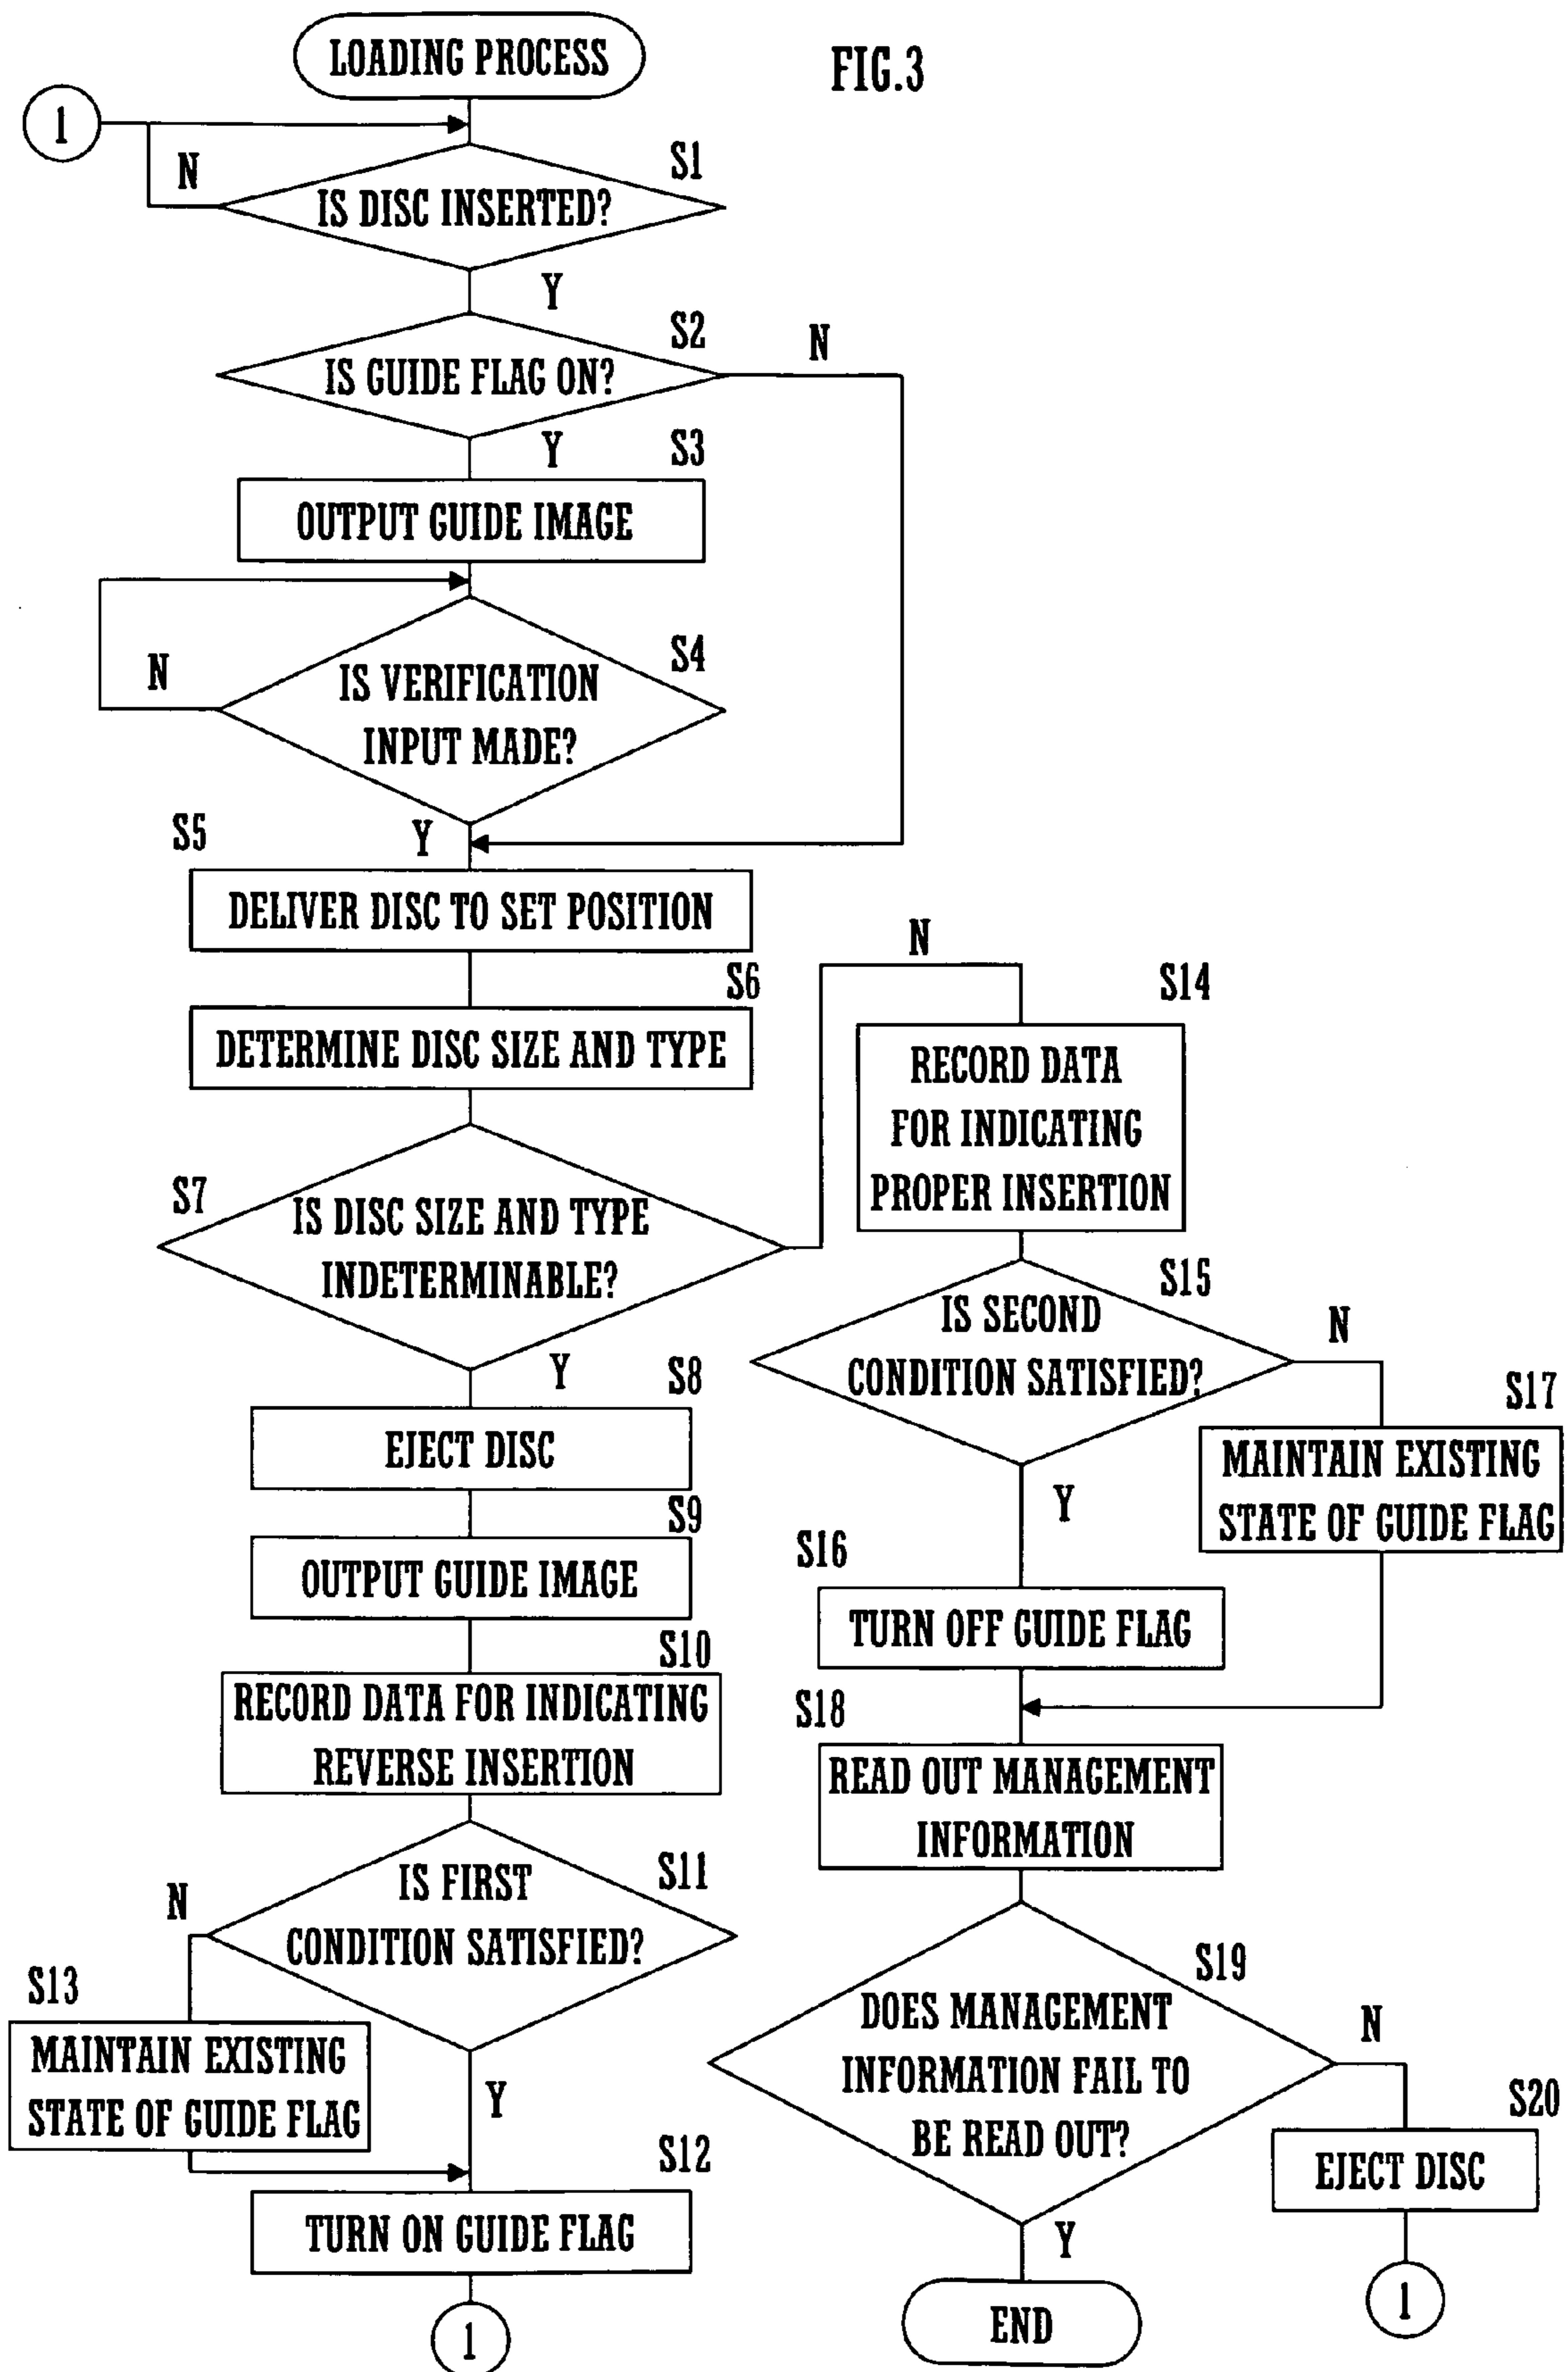 LOADING PROCESS
FIG.3
1
N
S1
IS DISC INSERTED?
Y
S2
N
IS GUIDE FLAG ON?
Y
S3
OUTPUT GUIDE IMAGE
S4
N
IS VERIFICATION
INPUT MADE?
S5
Y
DELIVER DISC TO SET POSITION
S6
DETERMINE DISC SIZE AND TYPE
S7
IS DISC SIZE AND TYPE
INDETERMINABLE?
Y
S8
EJECT DISC
S9
OUTPUT GUIDE IMAGE
S10
RECORD DATA FOR INDICATING
REVERSE INSERTION
S11
N
IS FIRST
CONDITION SATISFIED?
S13
MAINTAIN EXISTING
STATE OF GUIDE FLAG
Y
S12
TURN ON GUIDE FLAG
1
N
S14
RECORD DATA
FOR INDICATING
PROPER INSERTION
S15
IS SECOND
CONDITION SATISFIED?
N
S17
MAINTAIN EXISTING
STATE OF GUIDE FLAG
Y
S16
TURN OFF GUIDE FLAG
S18
READ OUT MANAGEMENT
INFORMATION
S19
DOES MANAGEMENT
INFORMATION FAIL TO
BE READ OUT?
N
S20
EJECT DISC
1
Y
END